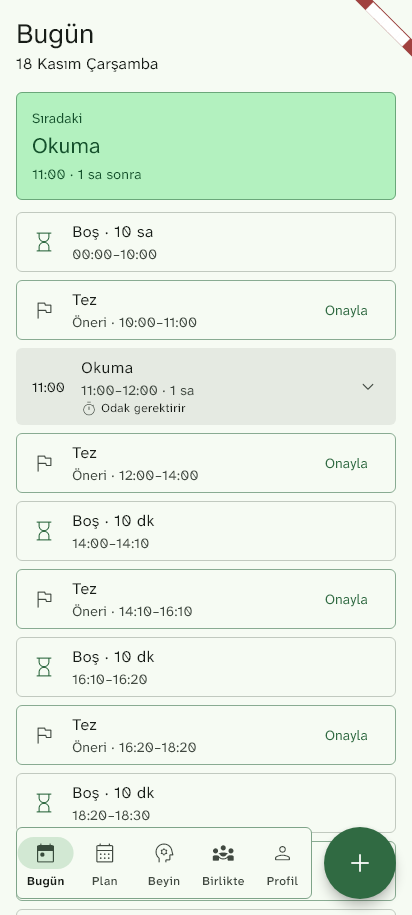 Bugün
18 Kasım Çarşamba
Sıradaki
Okuma
11:00 · 1 sa sonra
Boş · 10 sa
00:00–10:00
Tez
Öneri · 10:00–11:00
Onayla
11:00
Okuma
11:00–12:00 · 1 sa
Odak gerektirir
Tez
Öneri · 12:00–14:00
Onayla
Boş · 10 dk
14:00–14:10
Tez
Öneri · 14:10–16:10
Onayla
Boş · 10 dk
16:10–16:20
Tez
Öneri · 16:20–18:20
Onayla
Boş · 10 dk
18:20–18:30
Bugün
Plan
Beyin
Birlikte
Profil